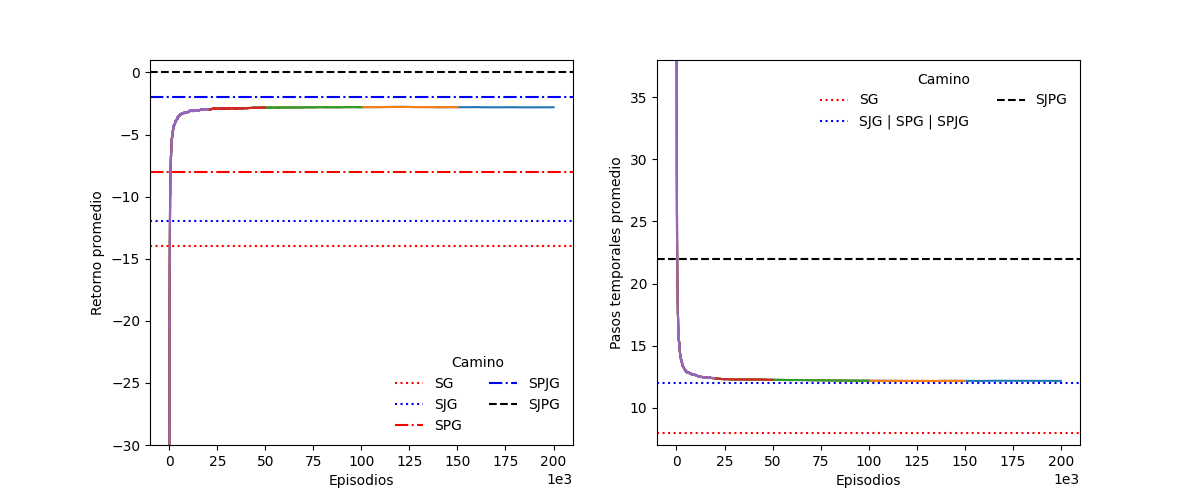 Retorno promedio
0
−5
−10
−15
−20
−25
−30
Camino
SG
SJG
SPG
SPJG
SJPG
0 25 50 75 100 125 150 175 200
1e3
Episodios
Pasos temporales promedio
35
30
25
20
15
10
Camino
SG
SJG | SPG | SPJG
SJPG
0 25 50 75 100 125 150 175 200
1e3
Episodios